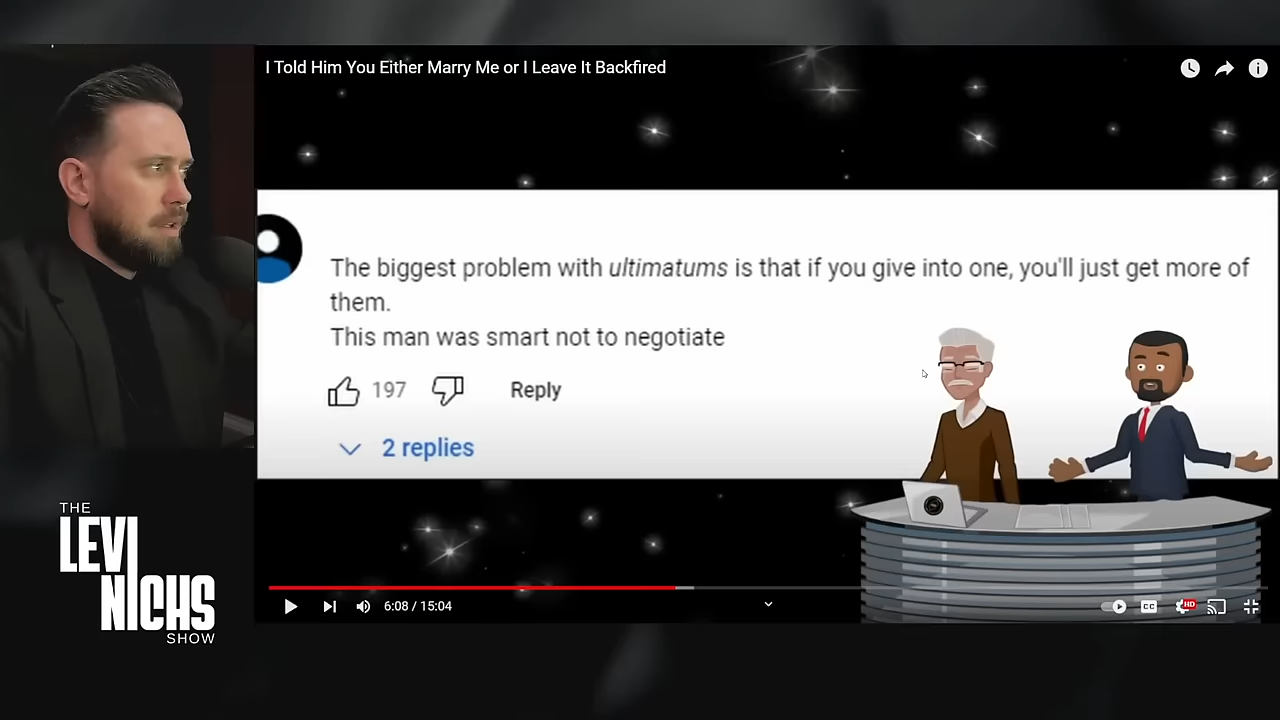 I Told Him You Either Marry Me or I Leave It Backfired
The biggest problem with ultimatums is that if you give into one, you'll just get more of
them.
This man was smart not to negotiate
197
Reply
2 replies
THE
LEVI
NICHS
SHOW
6:08 / 15:04
CC
HD